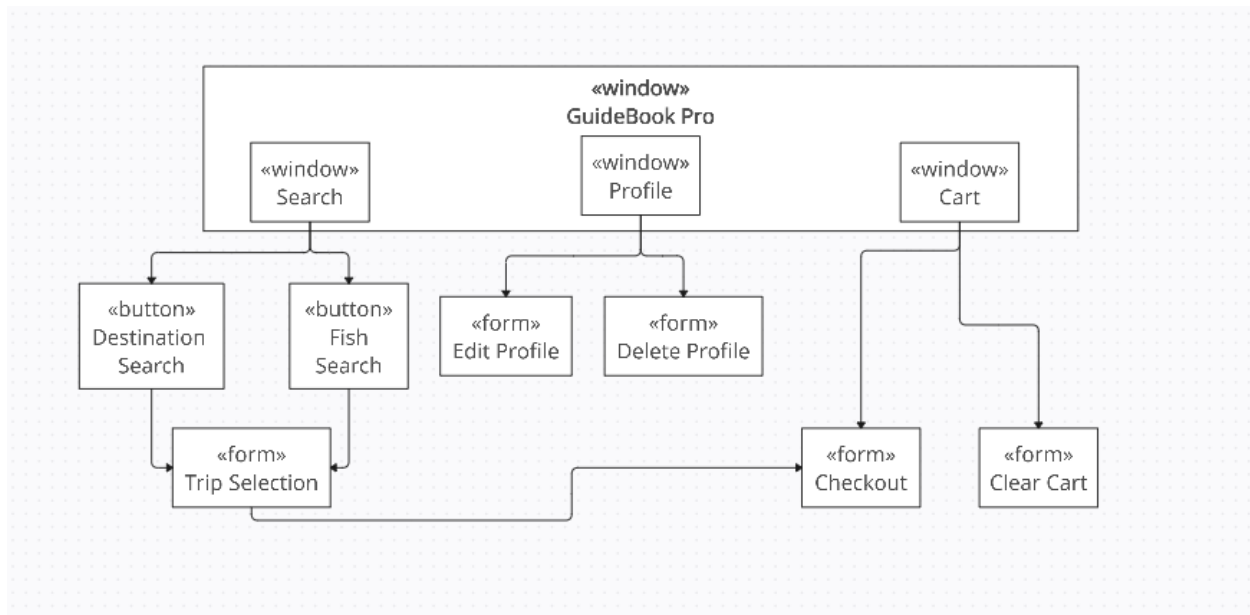 «window»
GuideBook Pro
«window»
Search
«window»
Profile
«window»
Cart
«button»
Destination
Search
«button»
Fish
Search
«form»
Edit Profile
«form»
Delete Profile
«form»
Trip Selection
«form»
Checkout
«form»
Clear Cart